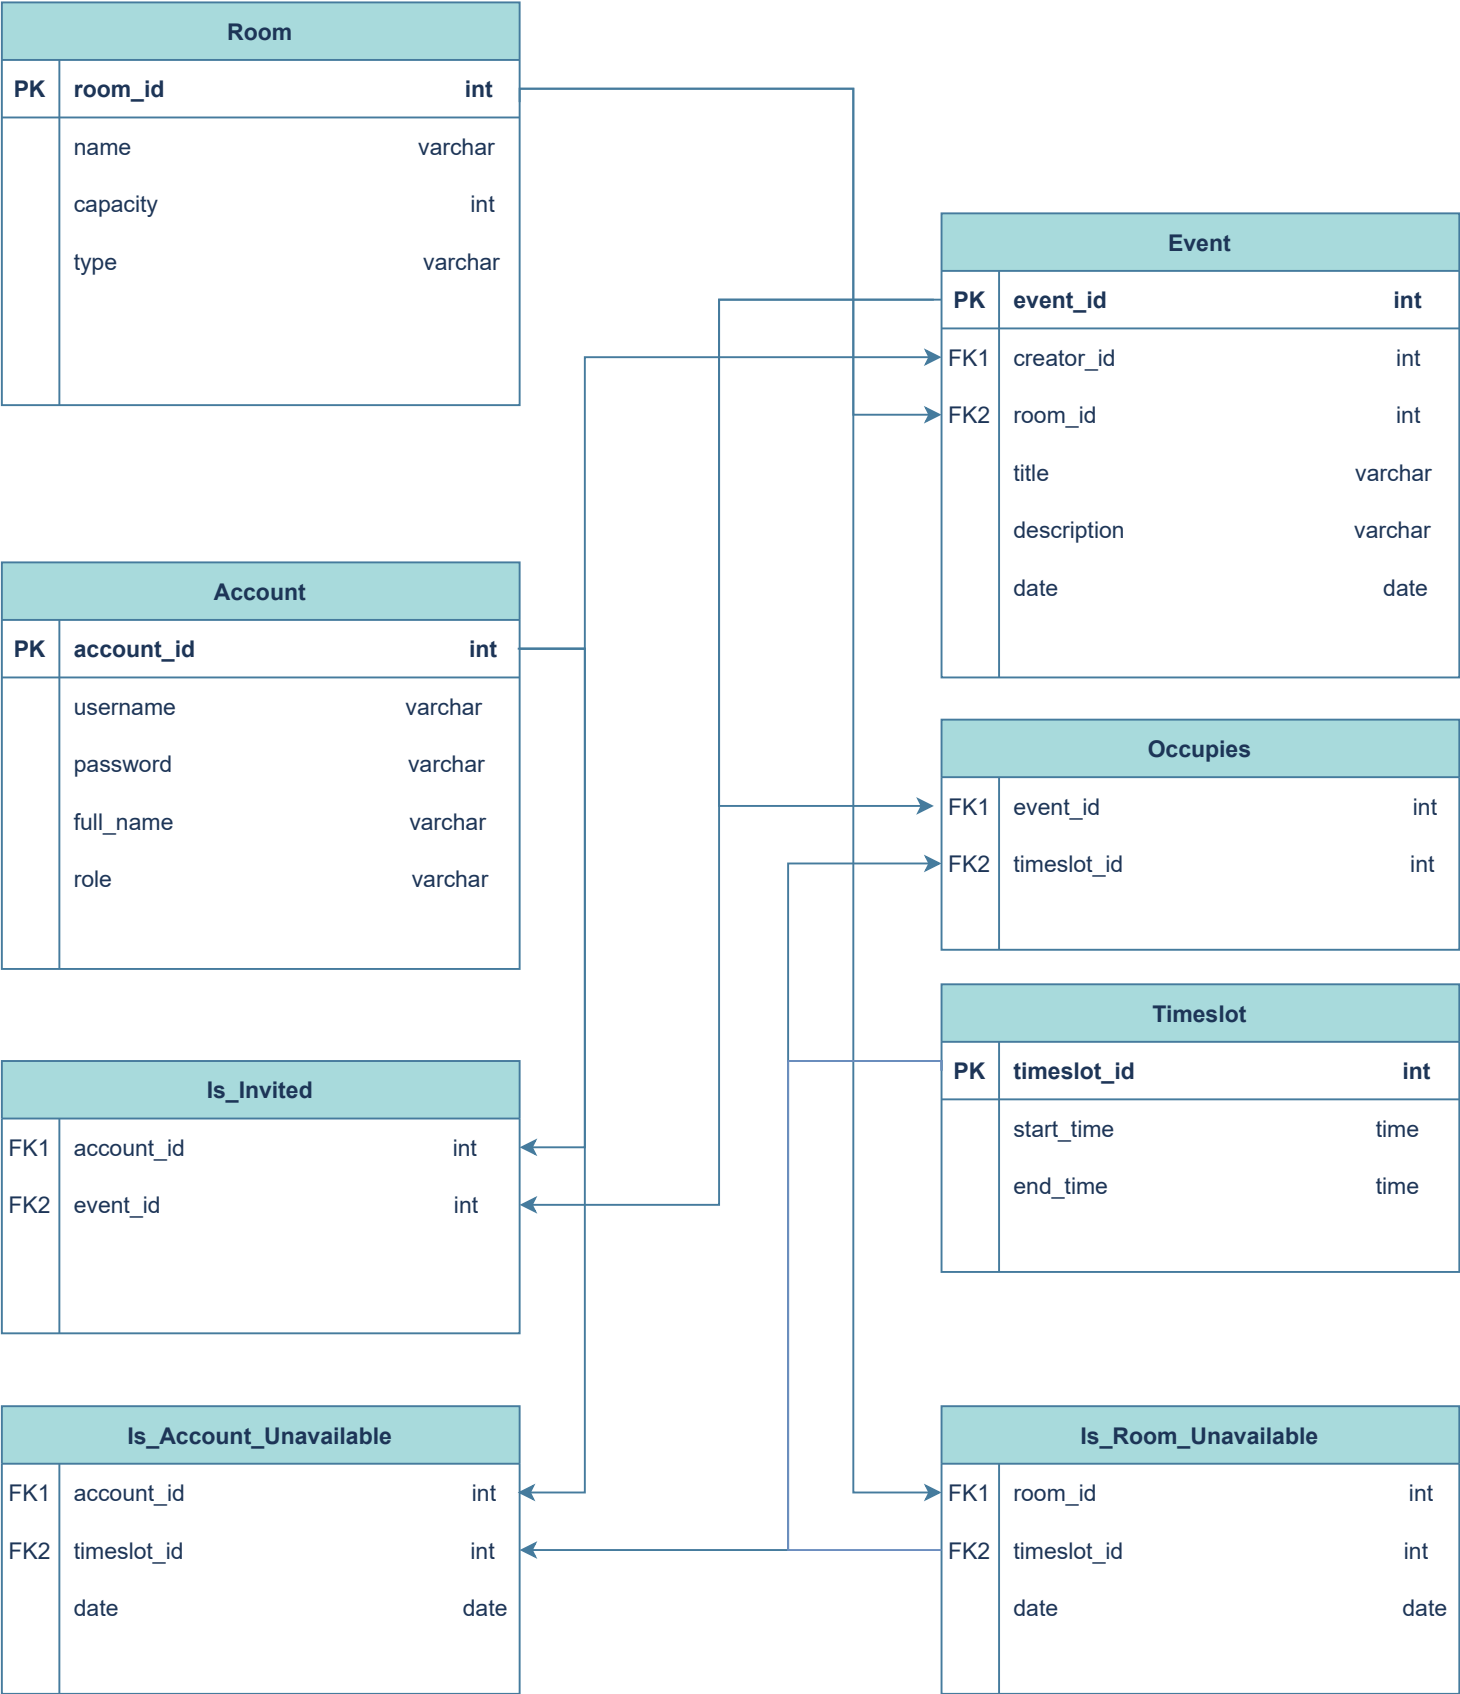 Room
PK room_id int
name varchar
capacity int
type varchar
Account
PK account_id int
username varchar
password varchar
full_name varchar
role varchar
Is_Invited
FK1 account_id int
FK2 event_id int
Is_Account_Unavailable
FK1 account_id int
FK2 timeslot_id int
date date
Event
PK event_id int
FK1 creator_id int
FK2 room_id int
title varchar
description varchar
date date
Occupies
FK1 event_id int
FK2 timeslot_id int
Timeslot
PK timeslot_id int
start_time time
end_time time
Is_Room_Unavailable
FK1 room_id int
FK2 timeslot_id int
date date